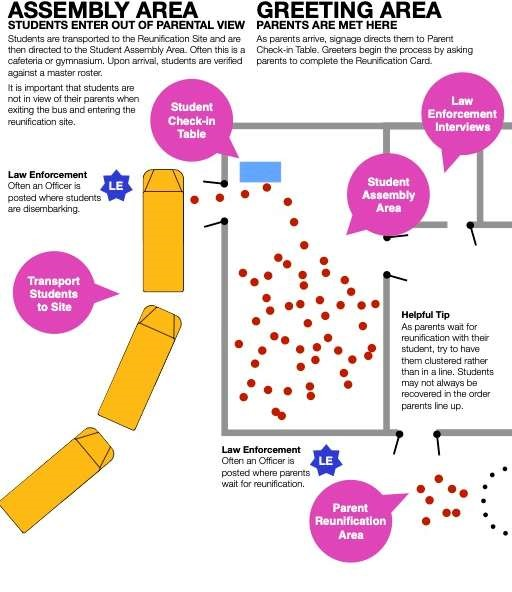 ASSEMBLY AREA
STUDENTS ENTER OUT OF PARENTAL VIEW
Students are transported to the Reunification Site and are
then directed to the Student Assembly Area. Often this is a
cafeteria or gymnasium. Upon arrival, students are verified
against a master roster.
It is important that students are
not in view of their parents when
exiting the bus and entering the
reunification site.
GREETING AREA
PARENTS ARE MET HERE
As parents arrive, signage directs them to Parent
Check-in Table. Greeters begin the process by asking
parents to complete the Reunification Card.
Student
Check-in
Table
Law
Enforcement
Interviews
Law Enforcement
Often an Officer is
posted where students
are disembarking.
LE
Student
Assembly
Area
Transport
Students
to Site
Helpful Tip
As parents wait for
reunification with their
student, try to have
them clustered rather
than in a line. Students
may not always be
recovered in the order
parents line up.
Law Enforcement
Often an Officer is
posted where parents
wait for reunification.
LE
Parent
Reunification
Area